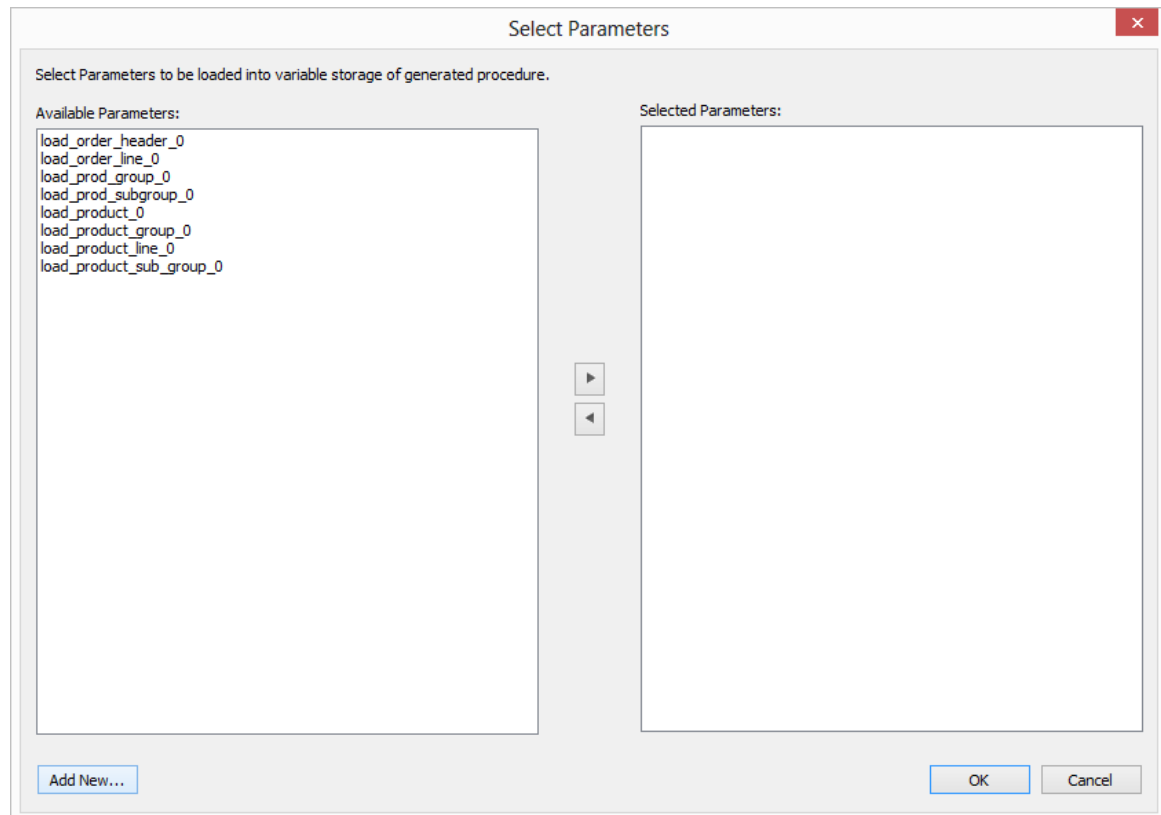 Select Parameters
Select Parameters to be loaded into variable storage of generated procedure.
Available Parameters:
load_order_header_0
load_order_line_0
load_prod_group_0
load_prod_subgroup_0
load_product_0
load_product_group_0
load_product_line_0
load_product_sub_group_0
Selected Parameters:
Add New...
OK
Cancel